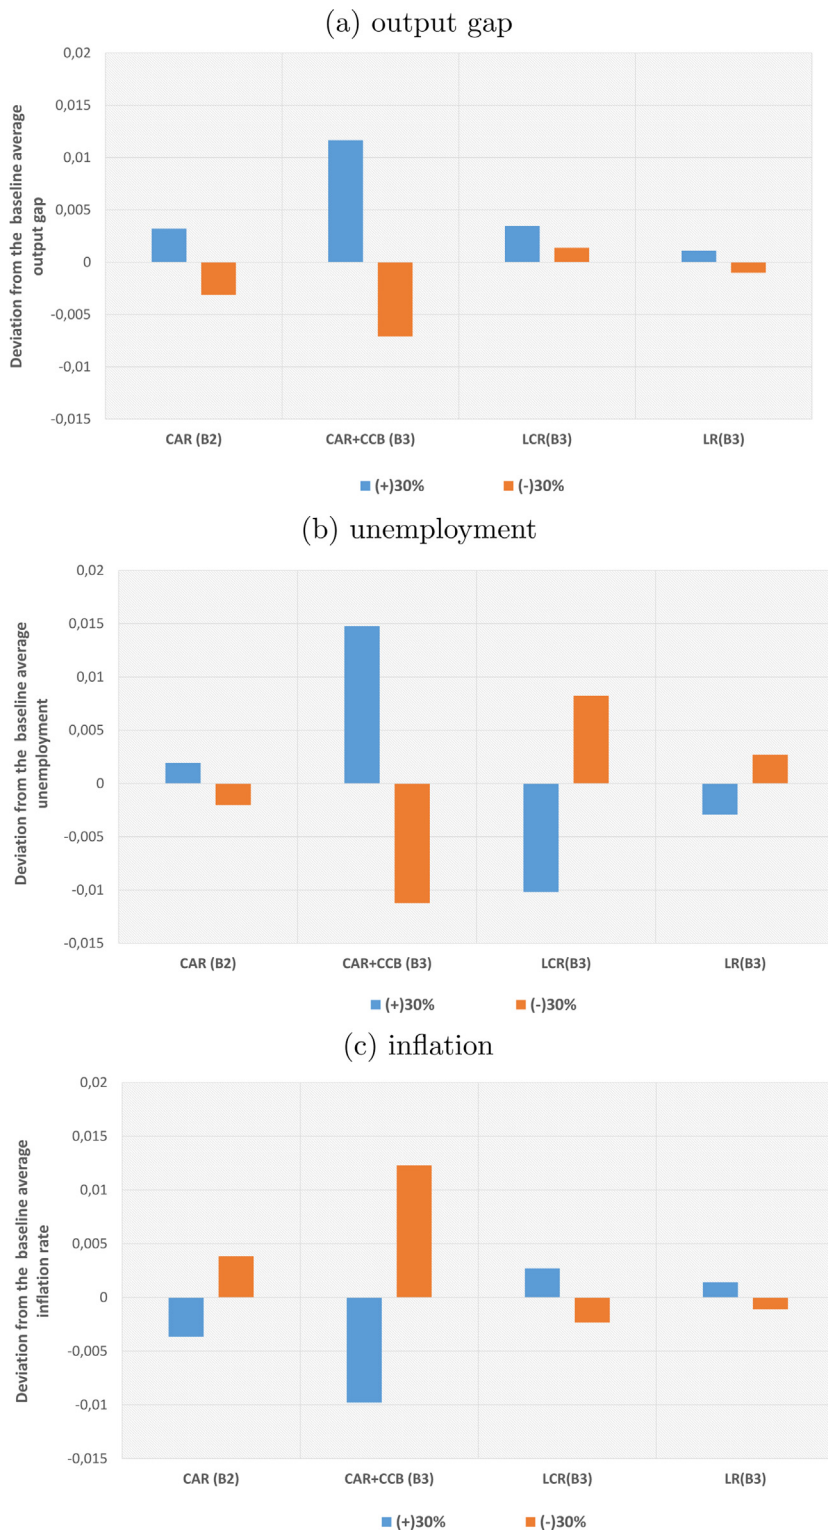 (a) output gap
Deviation from the baseline average
output gap
0,02
0,015
0,01
0,005
0
-0,005
-0,01
-0,015
CAR (B2) CAR+CCB (B3) LCR(B3) LR(B3)
(+)30% (-)30%
(b) unemployment
Deviation from the baseline average
unemployment
0,02
0,015
0,01
0,005
0
-0,005
-0,01
-0,015
CAR (B2) CAR+CCB (B3) LCR(B3) LR(B3)
(+)30% (-)30%
(c) inflation
Deviation from the baseline average
inflation rate
0,02
0,015
0,01
0,005
0
-0,005
-0,01
-0,015
CAR (B2) CAR+CCB (B3) LCR(B3) LR(B3)
(+)30% (-)30%